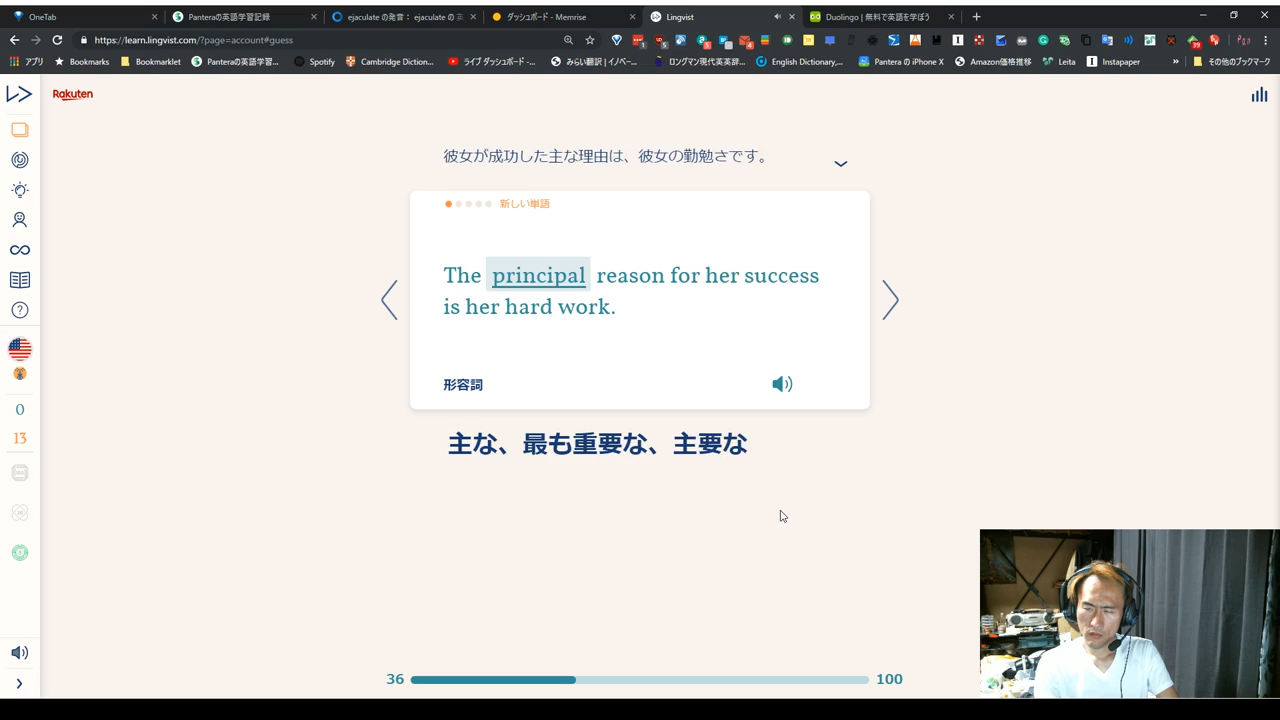 OneTab
Panteraの英語学習記録
ejaculate の発音： ejaculate の 英
ダッシュボード - Memrise
Lingvist
Duolingo | 無料で英語を学ぼう
https://learn.lingvist.com/?page=account#guess
アプリ
Bookmarks
Bookmarklet
Panteraの英語学習...
Spotify
Cambridge Diction...
ライブ ダッシュボード -...
みらい翻訳 | イノベー...
ロングマン現代英英辞...
English Dictionary,...
Pantera の iPhone X
Amazon価格推移
Leita
Instapaper
»
その他のブックマーク
Rakuten
彼女が成功した主な理由は、彼女の勤勉さです。
新しい単語
The principal reason for her success
is her hard work.
形容詞
主な、最も重要な、主要な
0
13
36
100